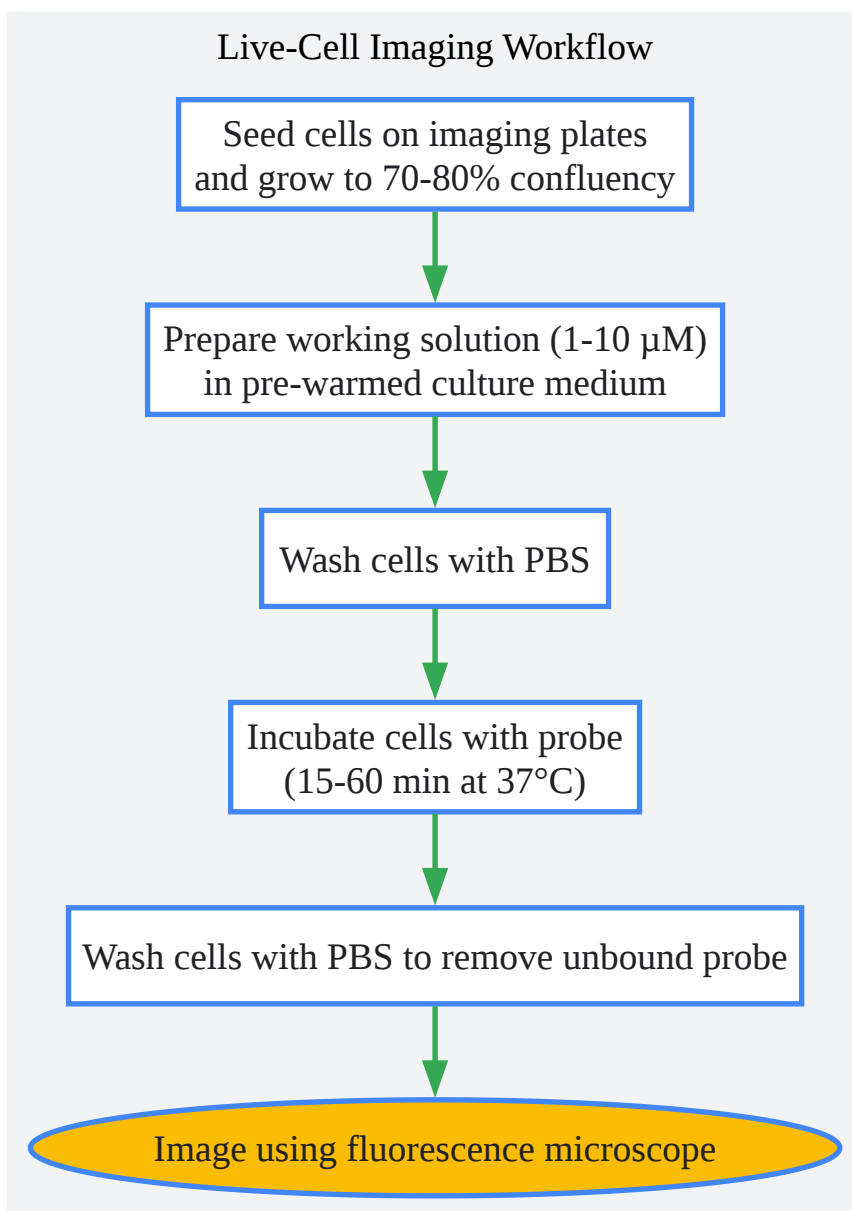 Live-Cell Imaging Workflow
Seed cells on imaging plates
and grow to 70-80% confluency
Prepare working solution (1-10 µM)
in pre-warmed culture medium
Wash cells with PBS
Incubate cells with probe
(15-60 min at 37°C)
Wash cells with PBS to remove unbound probe
Image using fluorescence microscope